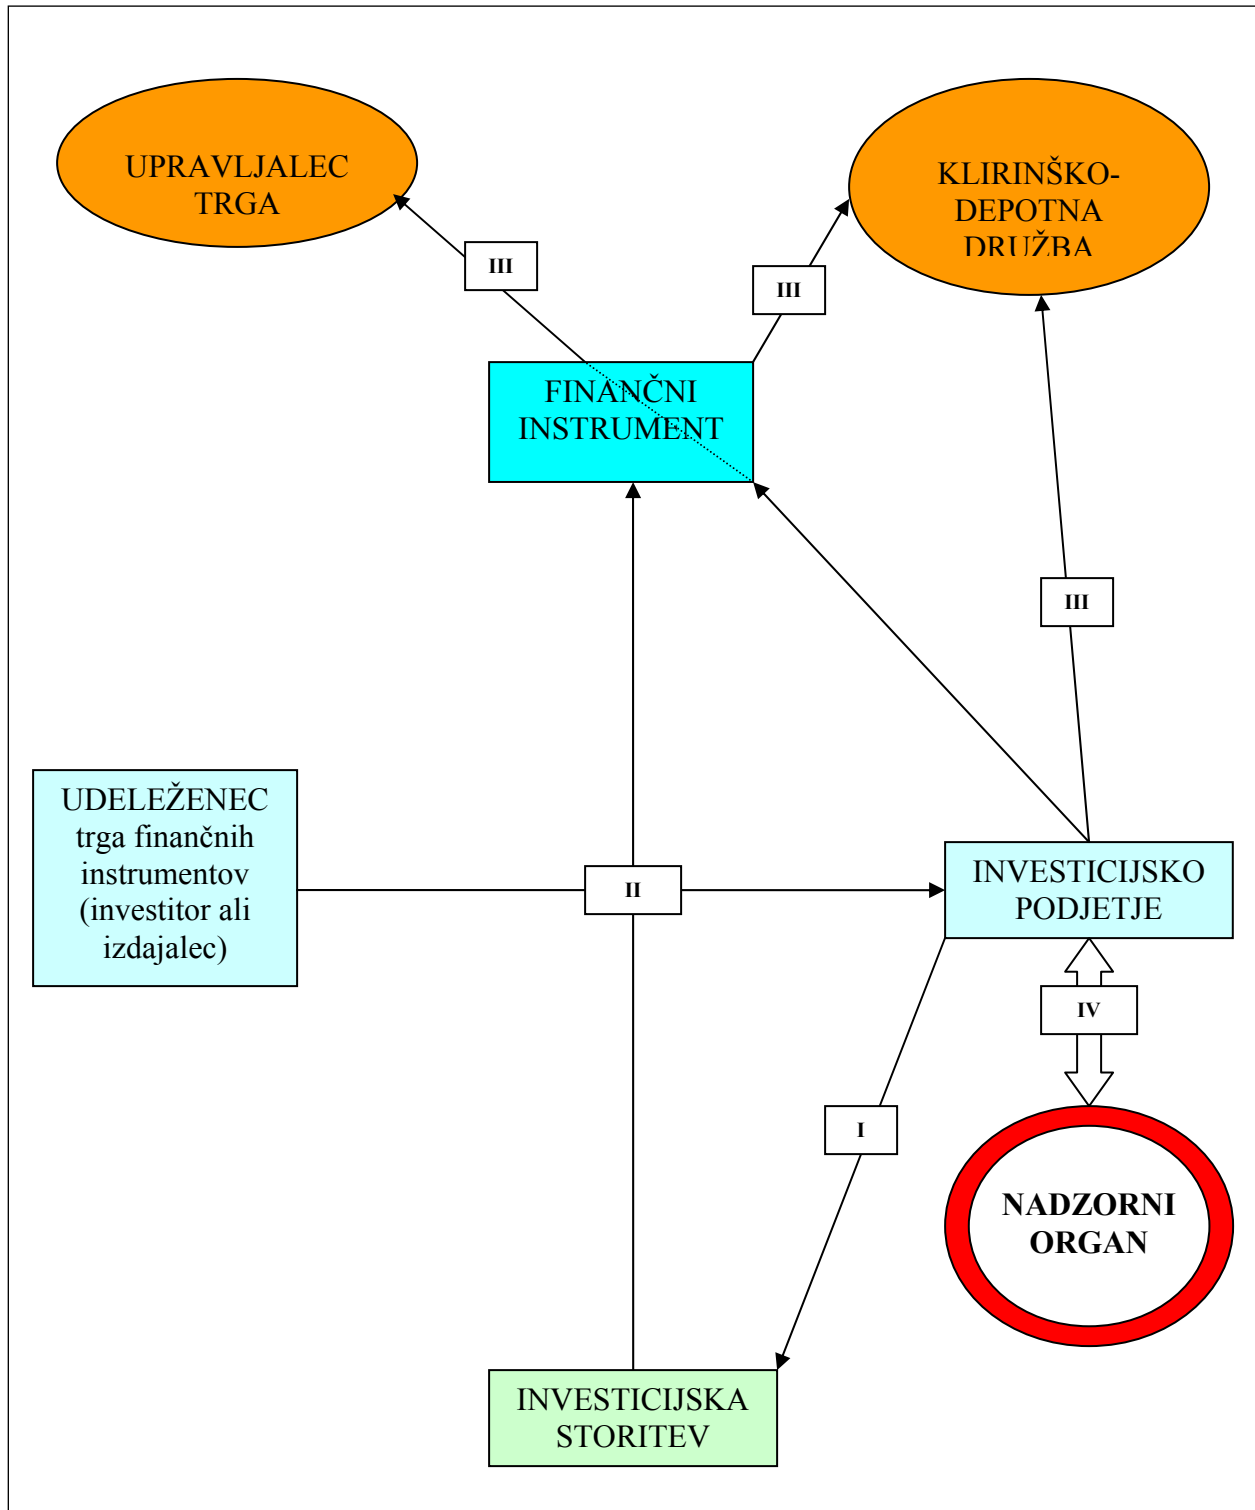 UPRAVLJALEC
TRGA
KLIRINŠKO-
DEPOTNA
DRUŽBA
III
III
FINANČNI
INSTRUMENT
III
UDELEŽENEC
trga finančnih
instrumentov
(investitor ali
izdajalec)
II
INVESTICIJSKO
PODJETJE
IV
I
NADZORNI
ORGAN
INVESTICIJSKA
STORITEV